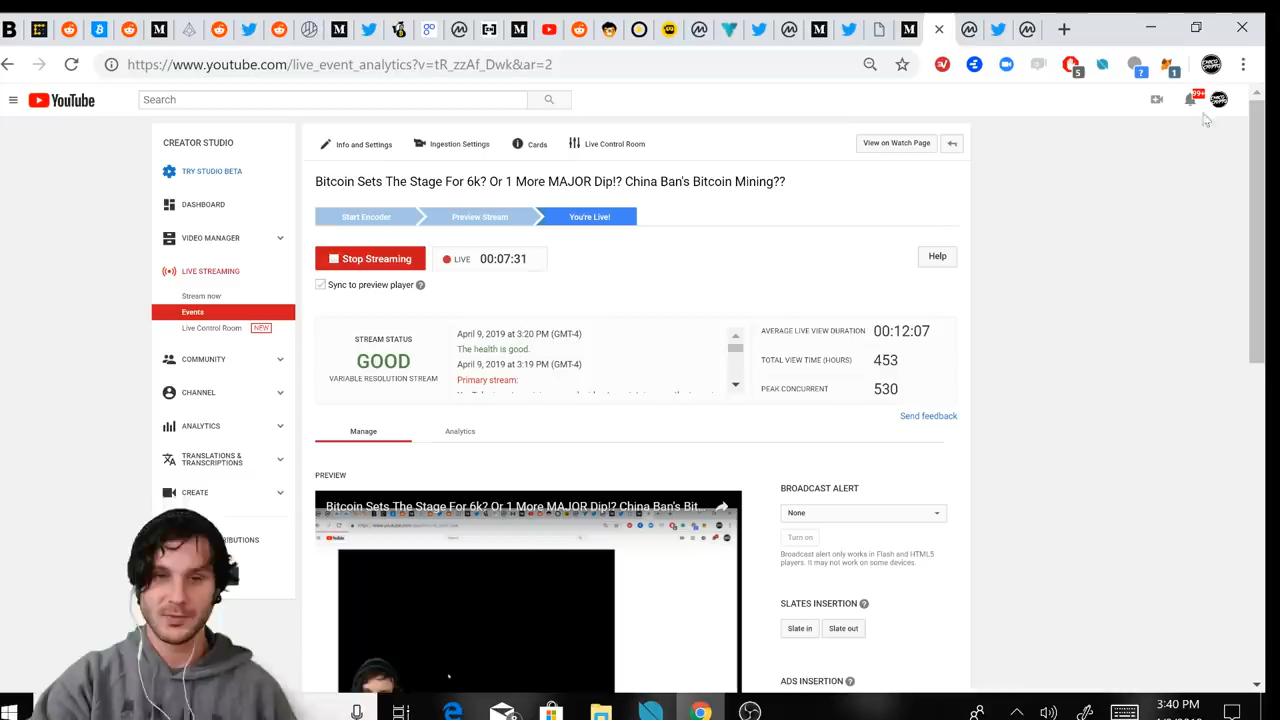 https://www.youtube.com/live_event_analytics?v=tR_zzAf_Dwk&ar=2
5
?
1
YouTube
Search
99+
CREATOR STUDIO
TRY STUDIO BETA
DASHBOARD
VIDEO MANAGER
LIVE STREAMING
Stream now
Events
Live Control Room NEW
COMMUNITY
CHANNEL
ANALYTICS
TRANSLATIONS &
TRANSCRIPTIONS
CREATE
Info and Settings
Ingestion Settings
Cards
Live Control Room
View on Watch Page
Bitcoin Sets The Stage For 6k? Or 1 More MAJOR Dip!? China Ban's Bitcoin Mining??
Start Encoder
Preview Stream
You're Live!
Stop Streaming
LIVE 00:07:31
Help
Sync to preview player ?
STREAM STATUS
GOOD
VARIABLE RESOLUTION STREAM
April 9, 2019 at 3:20 PM (GMT-4)
The health is good.
April 9, 2019 at 3:19 PM (GMT-4)
Primary stream:
AVERAGE LIVE VIEW DURATION 00:12:07
TOTAL VIEW TIME (HOURS) 453
PEAK CONCURRENT 530
Send feedback
Manage
Analytics
PREVIEW
Bitcoin Sets The Stage For 6k? Or 1 More MAJOR Dip!? China Ban's Bit...
BROADCAST ALERT
None
Turn on
Broadcast alert only works in Flash and HTML5
players. It may not work on some devices.
SLATES INSERTION ?
Slate in
Slate out
ADS INSERTION ?
3:40 PM